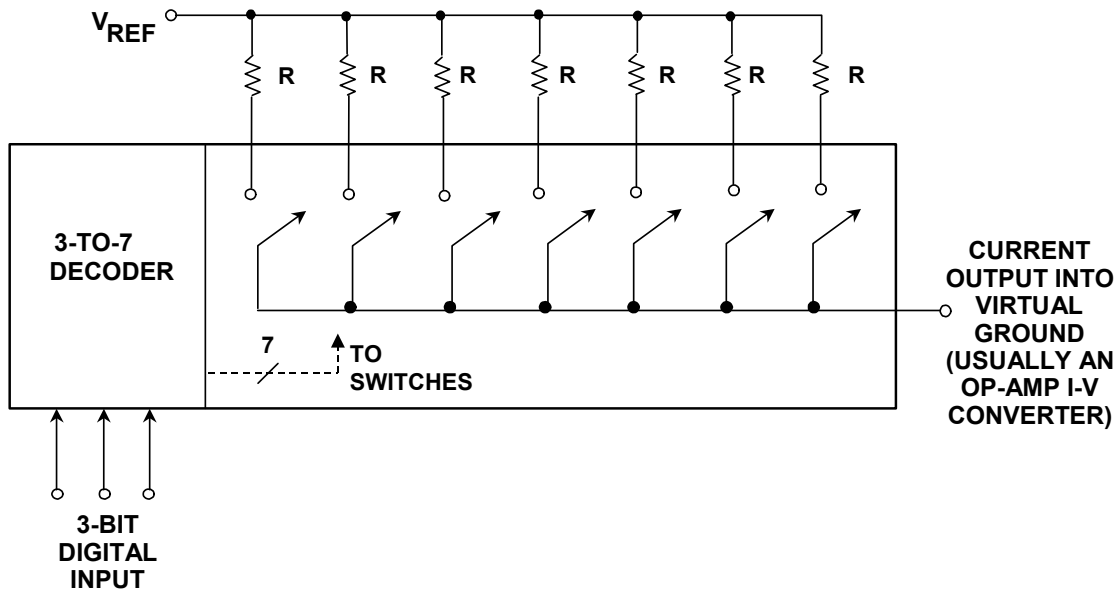 VREF
R R R R R R R
3-TO-7
DECODER
7
TO
SWITCHES
CURRENT
OUTPUT INTO
VIRTUAL
GROUND
(USUALLY AN
OP-AMP I-V
CONVERTER)
3-BIT
DIGITAL
INPUT